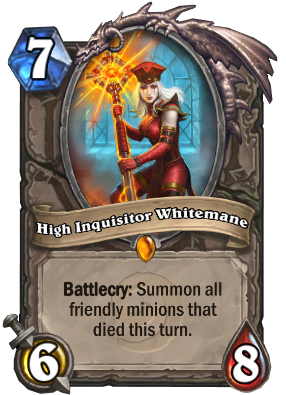 7
High Inquisitor Whitemane
Battlecry: Summon all
friendly minions that
died this turn.
6
8